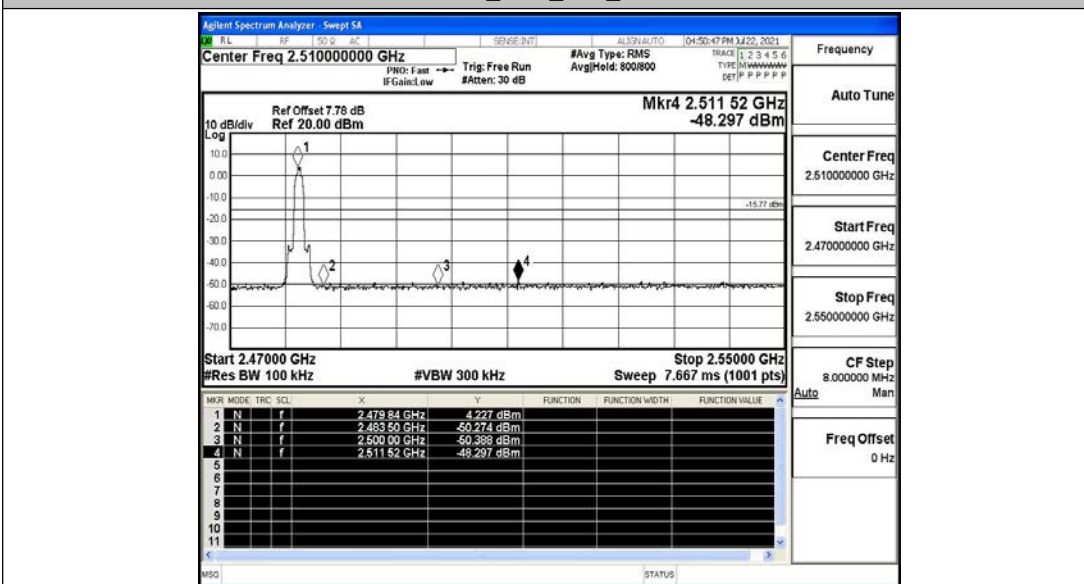 Agilent Spectrum Analyzer - Swept SA
RL RF 50 Ω AC SENSE:INT ALIGN AUTO 04:50:47 PM Jul 22, 2021
Center Freq 2.510000000 GHz
PNO: Fast
IFGain:Low
Trig: Free Run
#Atten: 30 dB
#Avg Type: RMS
Avg|Hold: 800/800
TRACE 1 2 3 4 5 6
TYPE M W W W W W
DET P P P P P P
Ref Offset 7.78 dB
10 dB/div Ref 20.00 dBm
Log
Mkr4 2.511 52 GHz
-48.297 dBm
10.0
0.00
-10.0
-20.0
-30.0
-40.0
-50.0
-60.0
-70.0
1
2
3
4
-15.77 dBm
Start 2.47000 GHz Stop 2.55000 GHz
#Res BW 100 kHz #VBW 300 kHz Sweep 7.667 ms (1001 pts)
MKR MODE TRC SCL X Y FUNCTION FUNCTION WIDTH FUNCTION VALUE
1 N f 2.479 84 GHz 4.227 dBm
2 N f 2.483 50 GHz -50.274 dBm
3 N f 2.500 00 GHz -50.388 dBm
4 N f 2.511 52 GHz -48.297 dBm
5
6
7
8
9
10
11
MSG STATUS
Frequency
Auto Tune
Center Freq
2.510000000 GHz
Start Freq
2.470000000 GHz
Stop Freq
2.550000000 GHz
CF Step
8.000000 MHz
Auto Man
Freq Offset
0 Hz